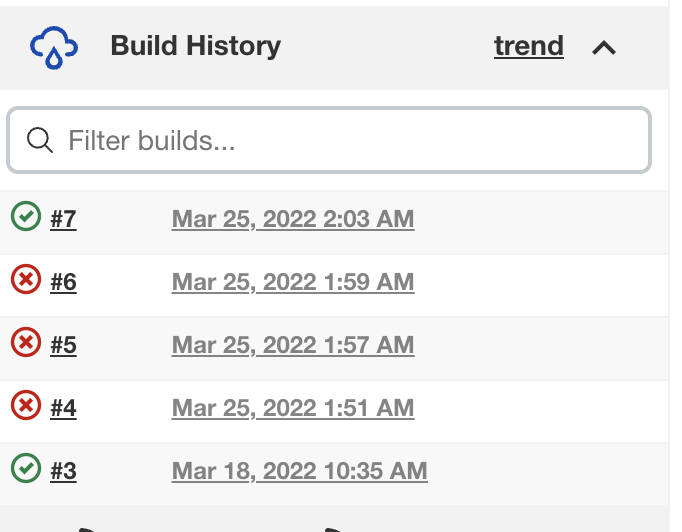 Build History trend
Filter builds...
#7 Mar 25, 2022 2:03 AM
#6 Mar 25, 2022 1:59 AM
#5 Mar 25, 2022 1:57 AM
#4 Mar 25, 2022 1:51 AM
#3 Mar 18, 2022 10:35 AM